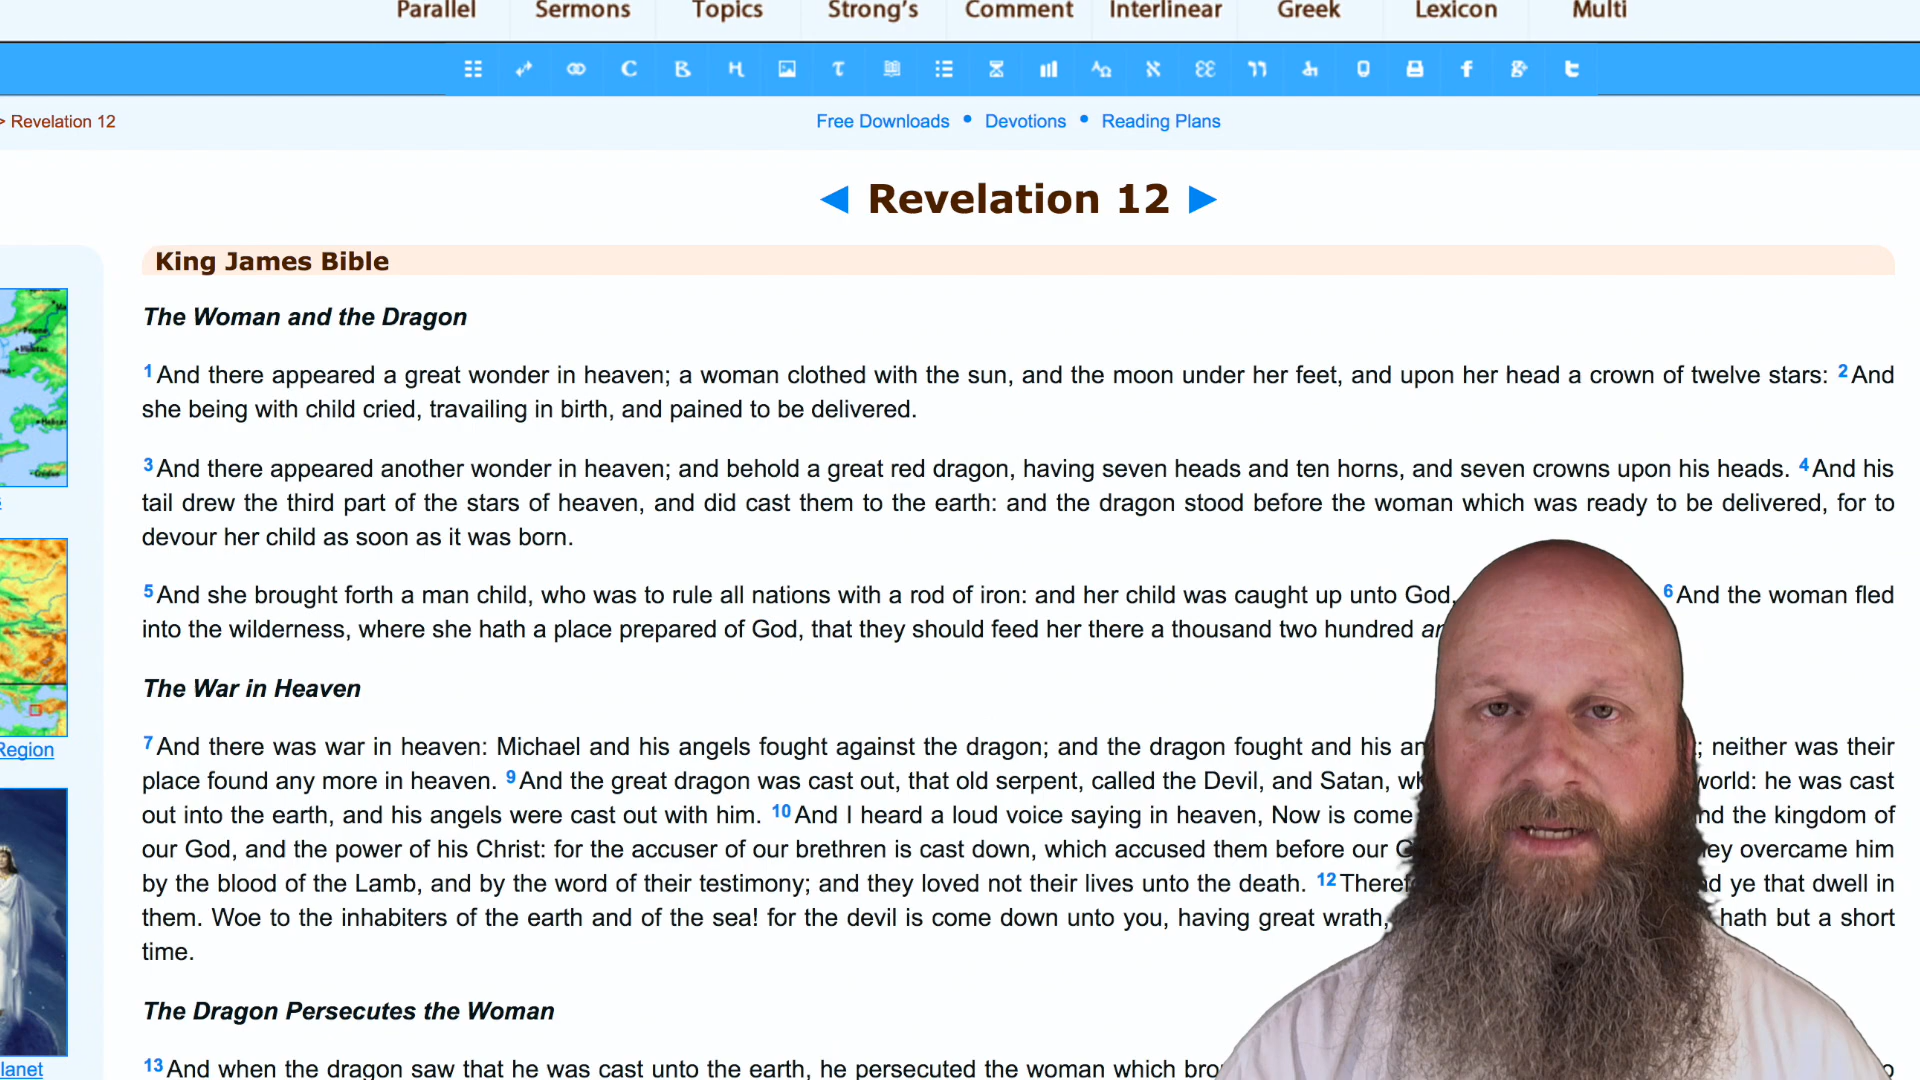 Parallel Sermons Topics Strong's Comment Interlinear Greek Lexicon Multi
> Revelation 12
Free Downloads • Devotions • Reading Plans
◄ Revelation 12 ►
King James Bible
The Woman and the Dragon
1 And there appeared a great wonder in heaven; a woman clothed with the sun, and the moon under her feet, and upon her head a crown of twelve stars: 2 And
she being with child cried, travailing in birth, and pained to be delivered.
3 And there appeared another wonder in heaven; and behold a great red dragon, having seven heads and ten horns, and seven crowns upon his heads. 4 And his
tail drew the third part of the stars of heaven, and did cast them to the earth: and the dragon stood before the woman which was ready to be delivered, for to
devour her child as soon as it was born.
5 And she brought forth a man child, who was to rule all nations with a rod of iron: and her child was caught up unto God, 6 And the woman fled
into the wilderness, where she hath a place prepared of God, that they should feed her there a thousand two hundred
The War in Heaven
7 And there was war in heaven: Michael and his angels fought against the dragon; and the dragon fought and his ; neither was their
place found any more in heaven. 9 And the great dragon was cast out, that old serpent, called the Devil, and Satan, world: he was cast
out into the earth, and his angels were cast out with him. 10 And I heard a loud voice saying in heaven, Now is come the kingdom of
our God, and the power of his Christ: for the accuser of our brethren is cast down, which accused them before our overcame him
by the blood of the Lamb, and by the word of their testimony; and they loved not their lives unto the death. 12 ye that dwell in
them. Woe to the inhabiters of the earth and of the sea! for the devil is come down unto you, having great wrath, hath but a short
time.
The Dragon Persecutes the Woman
13 And when the dragon saw that he was cast unto the earth, he persecuted the woman which
Region